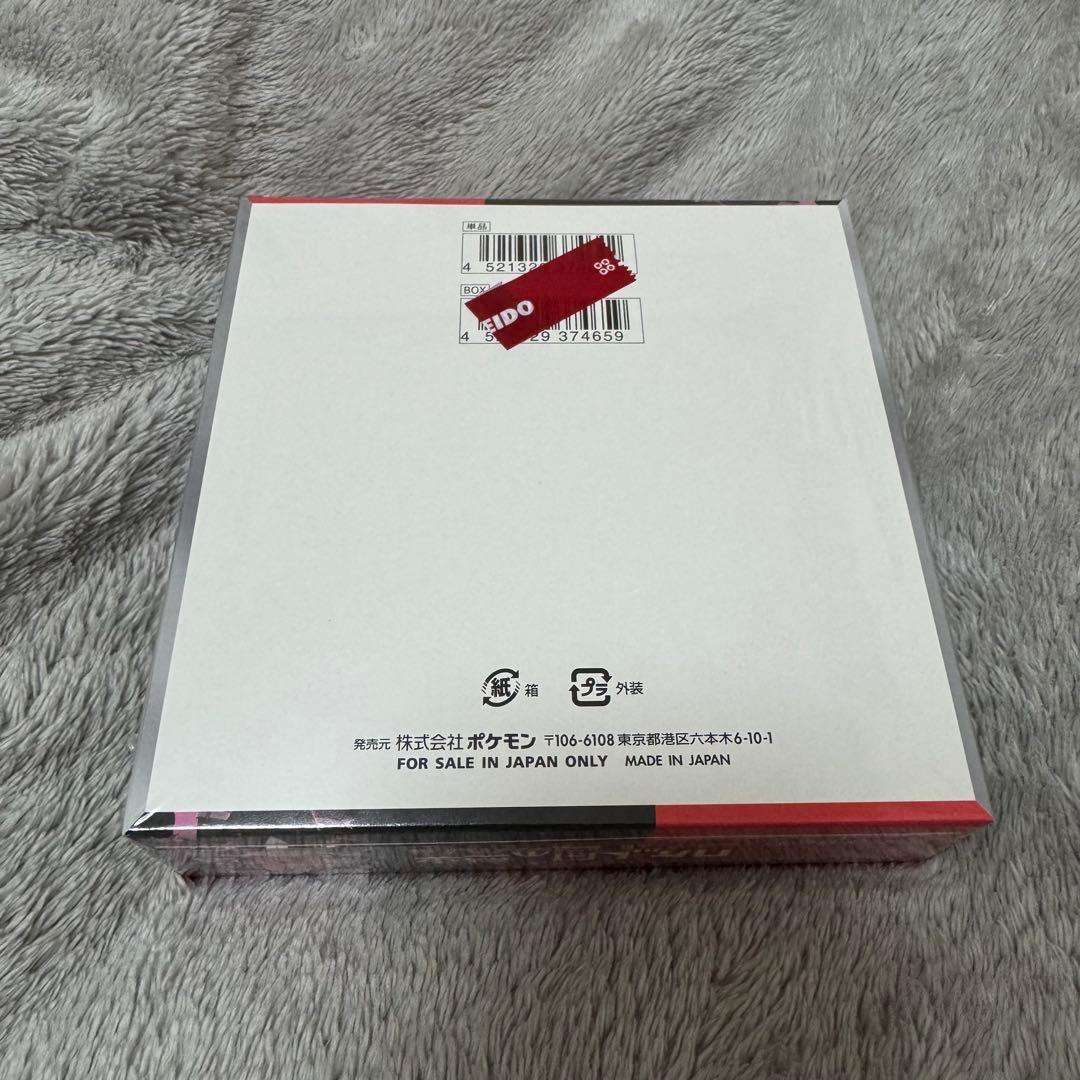 単品
4 52132
BOX
EIDO
4 5 29 374659
紙 箱
プラ 外装
発売元 株式会社 ポケモン 〒106-6108 東京都港区六本木6-10-1
FOR SALE IN JAPAN ONLY MADE IN JAPAN